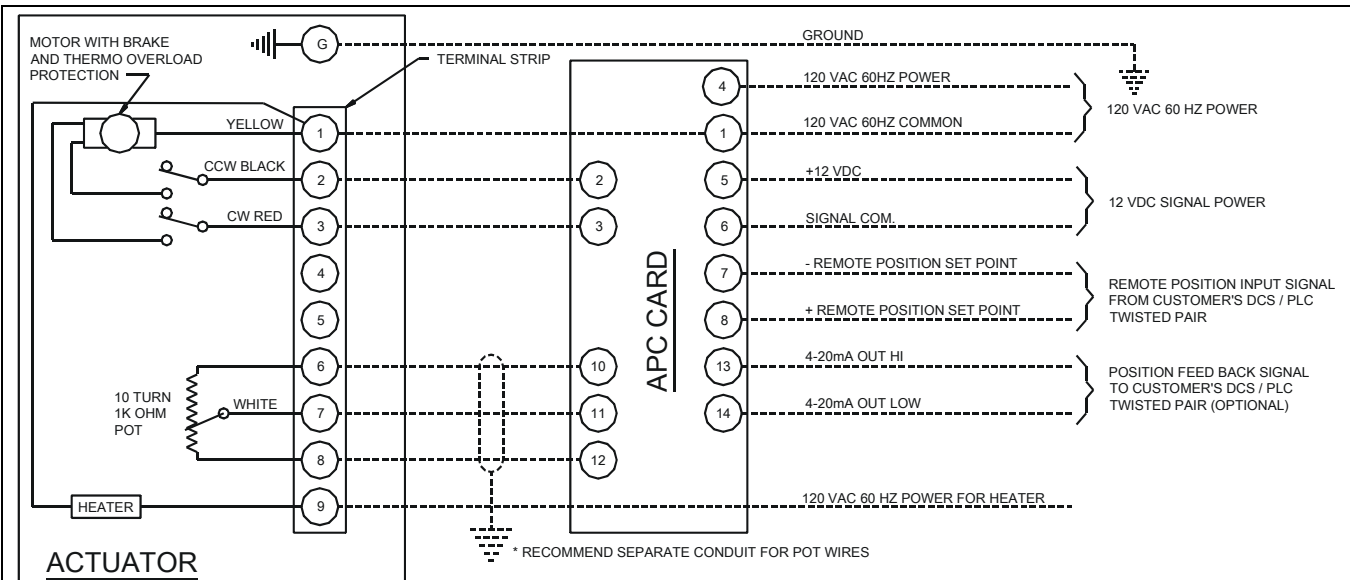 MOTOR WITH BRAKE
AND THERMO OVERLOAD
PROTECTION
G
GROUND
TERMINAL STRIP
4
120 VAC 60HZ POWER
120 VAC 60 HZ POWER
YELLOW
1
1
120 VAC 60HZ COMMON
CCW BLACK
2
2
5
+12 VDC
12 VDC SIGNAL POWER
CW RED
3
3
6
SIGNAL COM.
4
7
- REMOTE POSITION SET POINT
REMOTE POSITION INPUT SIGNAL
FROM CUSTOMER'S DCS / PLC
TWISTED PAIR
5
8
+ REMOTE POSITION SET POINT
APC CARD
10 TURN
1K OHM
POT
6
10
13
4-20mA OUT HI
POSITION FEED BACK SIGNAL
TO CUSTOMER'S DCS / PLC
TWISTED PAIR (OPTIONAL)
WHITE
7
11
14
4-20mA OUT LOW
8
12
HEATER
9
120 VAC 60 HZ POWER FOR HEATER
* RECOMMEND SEPARATE CONDUIT FOR POT WIRES
ACTUATOR